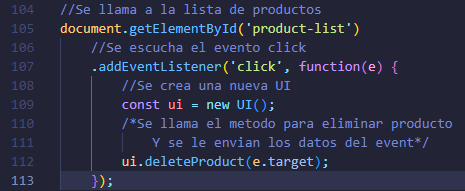 104 //Se llama a la lista de productos
105 document.getElementById('product-list')
106 //Se escucha el evento click
107 .addEventListener('click', function(e) {
108 //Se crea una nueva UI
109 const ui = new UI();
110 /*Se llama el metodo para eliminar producto
111 Y se le envian los datos del event*/
112 ui.deleteProduct(e.target);
113 });